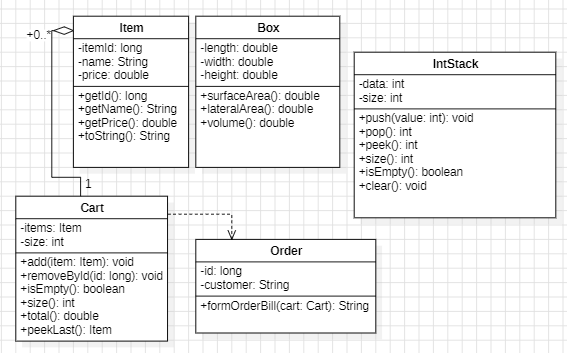 +0..*
Item
-itemId: long
-name: String
-price: double
+getId(): long
+getName(): String
+getPrice(): double
+toString(): String
Box
-length: double
-width: double
-height: double
+surfaceArea(): double
+lateralArea(): double
+volume(): double
IntStack
-data: int
-size: int
+push(value: int): void
+pop(): int
+peek(): int
+size(): int
+isEmpty(): boolean
+clear(): void
1
Cart
-items: Item
-size: int
+add(item: Item): void
+removeById(id: long): void
+isEmpty(): boolean
+size(): int
+total(): double
+peekLast(): Item
Order
-id: long
-customer: String
+formOrderBill(cart: Cart): String